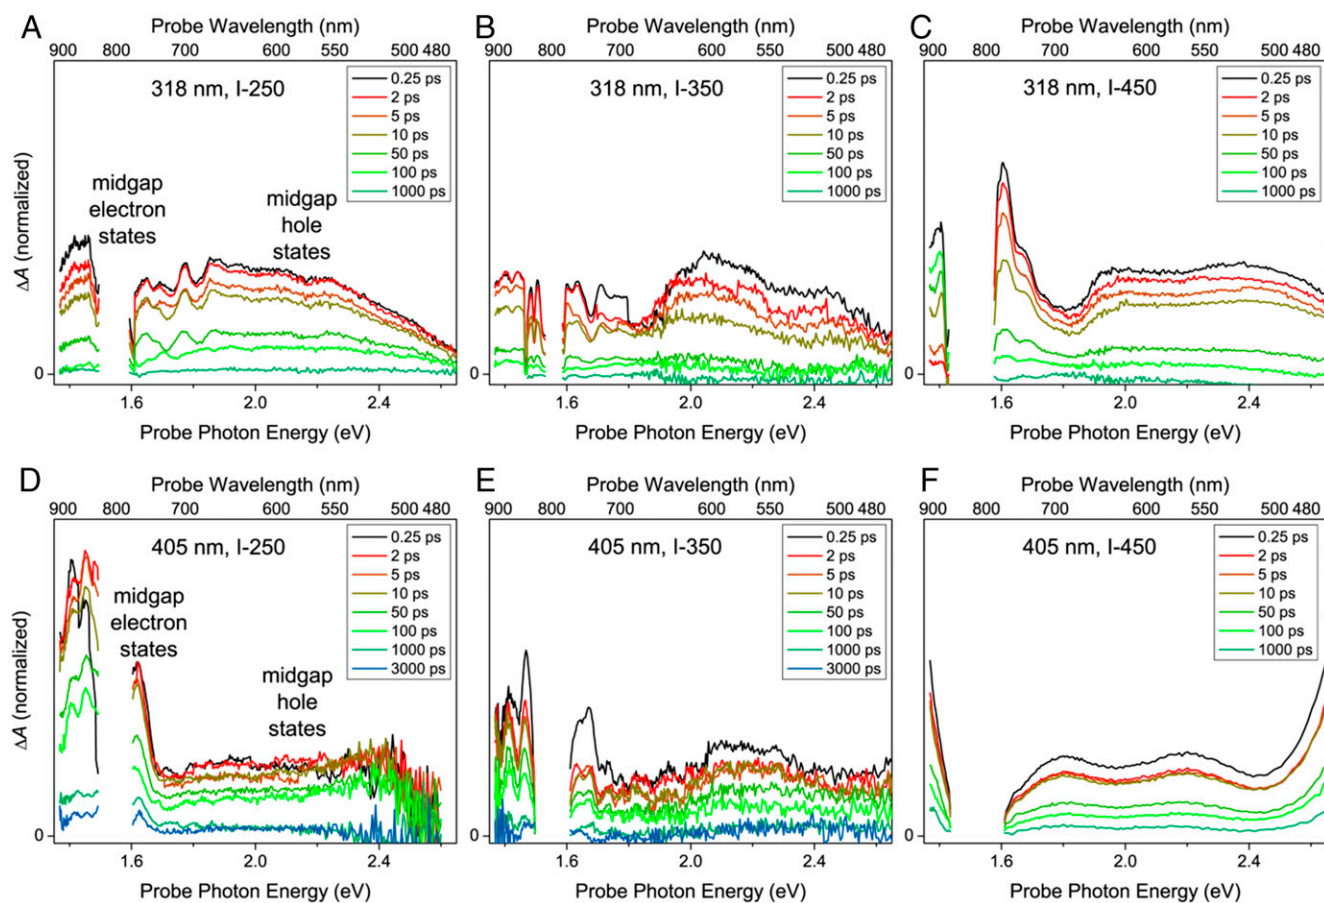 A
Probe Wavelength (nm)
900 800 700 600 550 500 480
318 nm, I-250
0.25 ps
2 ps
5 ps
10 ps
50 ps
100 ps
1000 ps
midgap
electron
states
midgap
hole
states
ΔA (normalized)
0
1.6 2.0 2.4
Probe Photon Energy (eV)
B
Probe Wavelength (nm)
900 800 700 600 550 500 480
318 nm, I-350
0.25 ps
2 ps
5 ps
10 ps
50 ps
100 ps
1000 ps
0
1.6 2.0 2.4
Probe Photon Energy (eV)
C
Probe Wavelength (nm)
900 800 700 600 550 500 480
318 nm, I-450
0.25 ps
2 ps
5 ps
10 ps
50 ps
100 ps
1000 ps
0
1.6 2.0 2.4
Probe Photon Energy (eV)
D
Probe Wavelength (nm)
900 800 700 600 550 500 480
405 nm, I-250
0.25 ps
2 ps
5 ps
10 ps
50 ps
100 ps
1000 ps
3000 ps
midgap
electron
states
midgap
hole
states
ΔA (normalized)
0
1.6 2.0 2.4
Probe Photon Energy (eV)
E
Probe Wavelength (nm)
900 800 700 600 550 500 480
405 nm, I-350
0.25 ps
2 ps
5 ps
10 ps
50 ps
100 ps
1000 ps
3000 ps
0
1.6 2.0 2.4
Probe Photon Energy (eV)
F
Probe Wavelength (nm)
900 800 700 600 550 500 480
405 nm, I-450
0.25 ps
2 ps
5 ps
10 ps
50 ps
100 ps
1000 ps
0
1.6 2.0 2.4
Probe Photon Energy (eV)